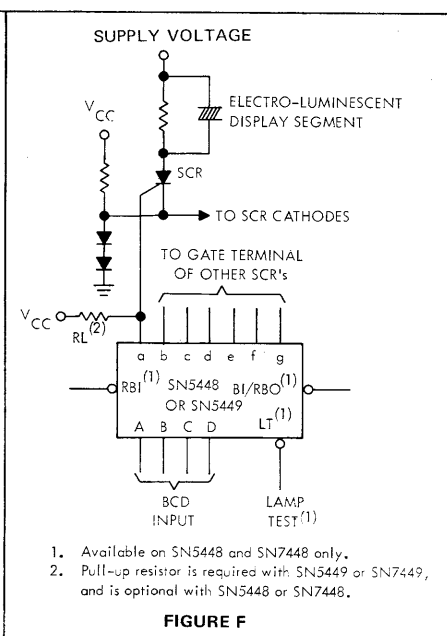 SUPPLY VOLTAGE
ELECTRO-LUMINESCENT
DISPLAY SEGMENT
VCC
SCR
TO SCR CATHODES
TO GATE TERMINAL
OF OTHER SCR's
VCC
RL(2)
a b c d e f g
RBI(1) SN5448 BI/RBO(1)
OR SN5449
LT(1)
A B C D
BCD
INPUT
LAMP
TEST(1)
1. Available on SN5448 and SN7448 only.
2. Pull-up resistor is required with SN5449 or SN7449,
and is optional with SN5448 or SN7448.
FIGURE F